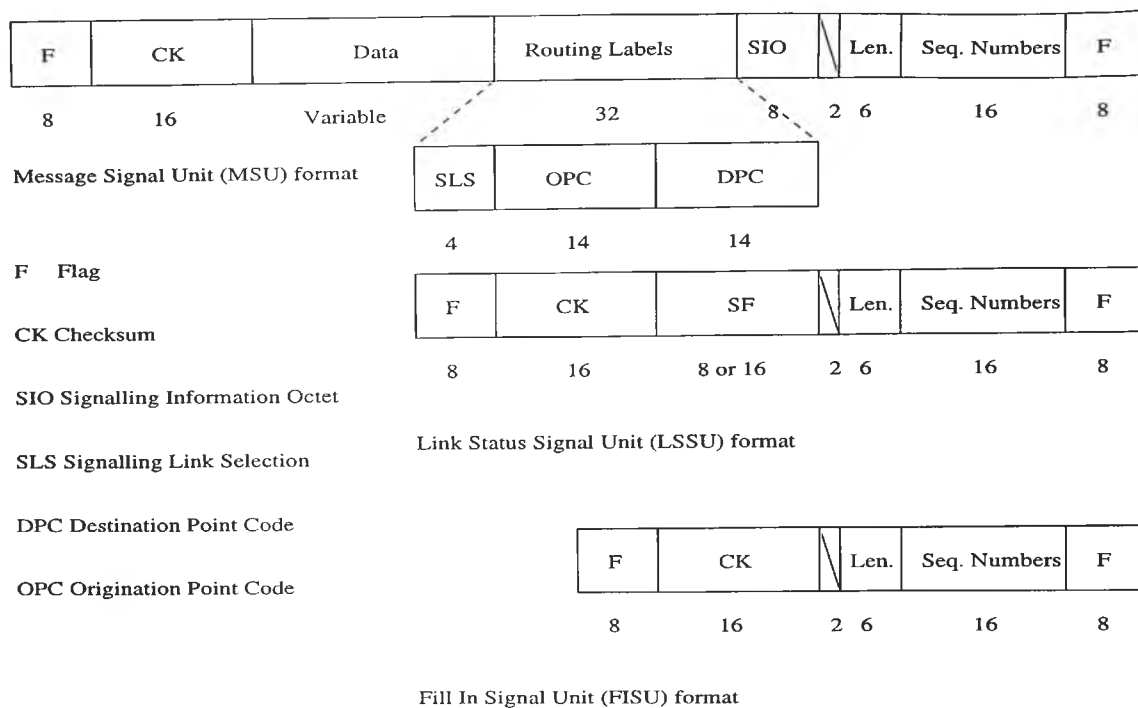 F CK Data Routing Labels SIO Len. Seq. Numbers F
8 16 Variable 32 8 2 6 16 8
Message Signal Unit (MSU) format
SLS OPC DPC
4 14 14
F Flag
F CK SF Len. Seq. Numbers F
CK Checksum
8 16 8 or 16 2 6 16 8
SIO Signalling Information Octet
Link Status Signal Unit (LSSU) format
SLS Signalling Link Selection
DPC Destination Point Code
F CK Len. Seq. Numbers F
OPC Origination Point Code
8 16 2 6 16 8
Fill In Signal Unit (FISU) format